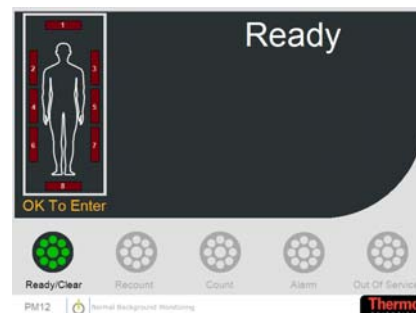 Ready
1
2 3
4 5
6 7
8
OK To Enter
Ready/Clear Recount Count Alarm Out Of Service
PM12 Normal Background Monitoring
Thermo